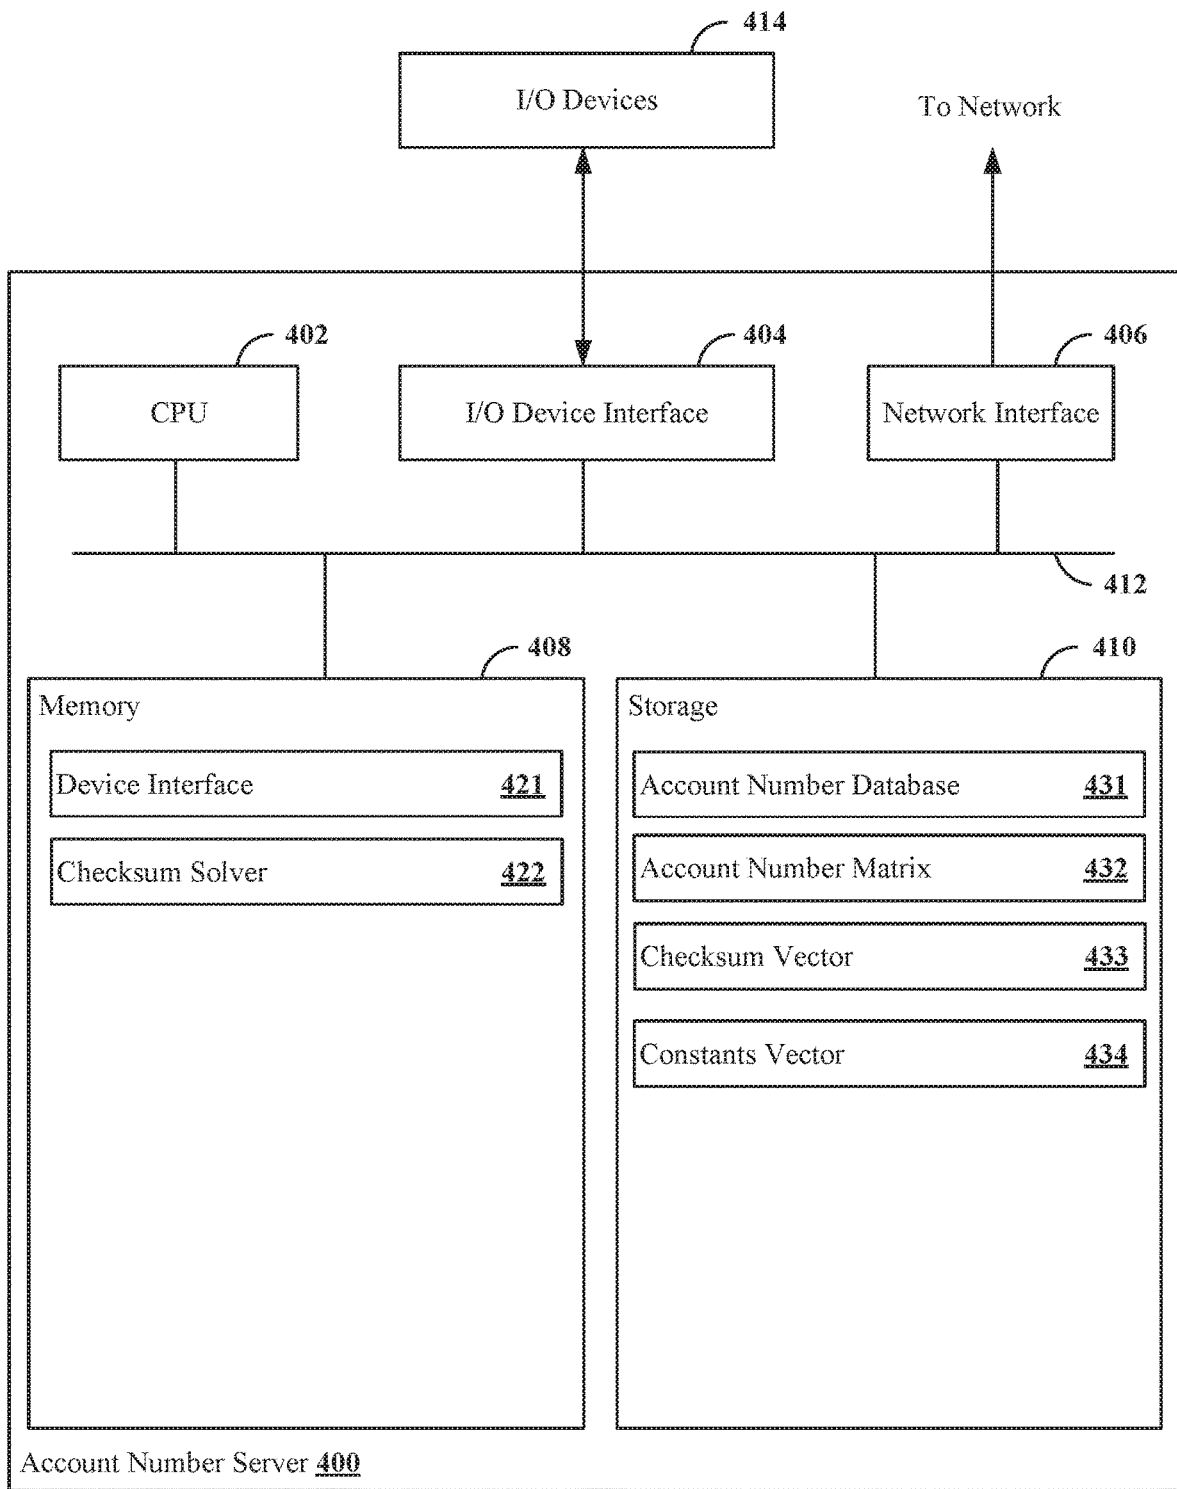 414
I/O Devices
To Network
402
404
406
CPU
I/O Device Interface
Network Interface
412
408
410
Memory
Storage
Device Interface 421
Account Number Database 431
Checksum Solver 422
Account Number Matrix 432
Checksum Vector 433
Constants Vector 434
Account Number Server 400